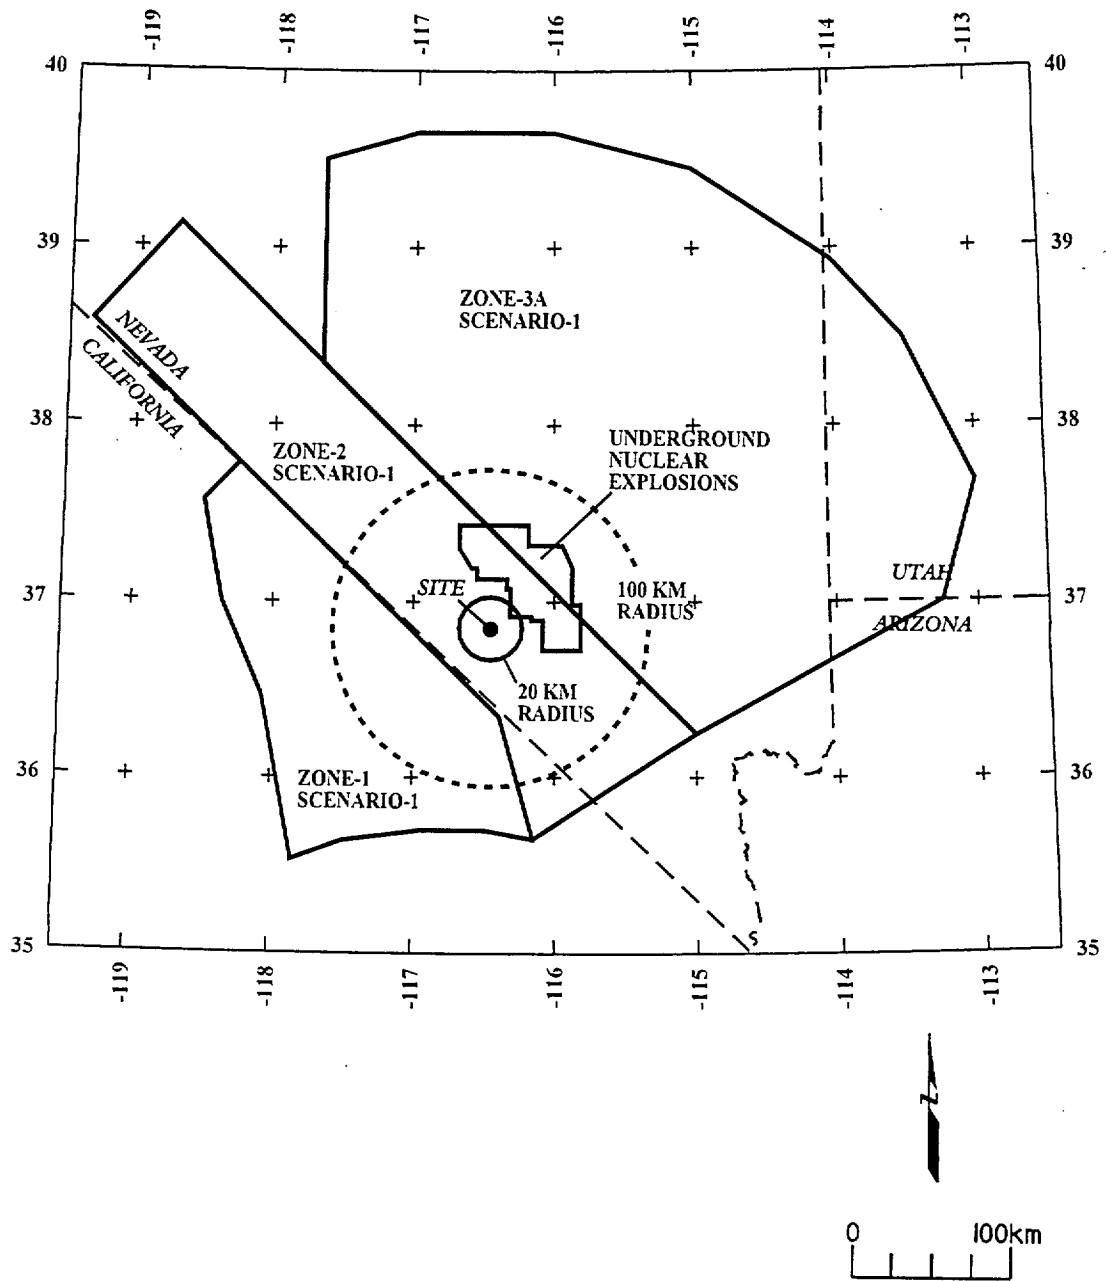 -119
-118
-117
-116
-115
-114
-113
40
40
39
39
ZONE-3A
SCENARIO-1
NEVADA
CALIFORNIA
38
38
ZONE-2
SCENARIO-1
UNDERGROUND
NUCLEAR
EXPLOSIONS
37
37
SITE
100 KM
RADIUS
UTAH
ARIZONA
20 KM
RADIUS
36
36
ZONE-1
SCENARIO-1
35
35
-119
-118
-117
-116
-115
-114
-113
Z
0 100km